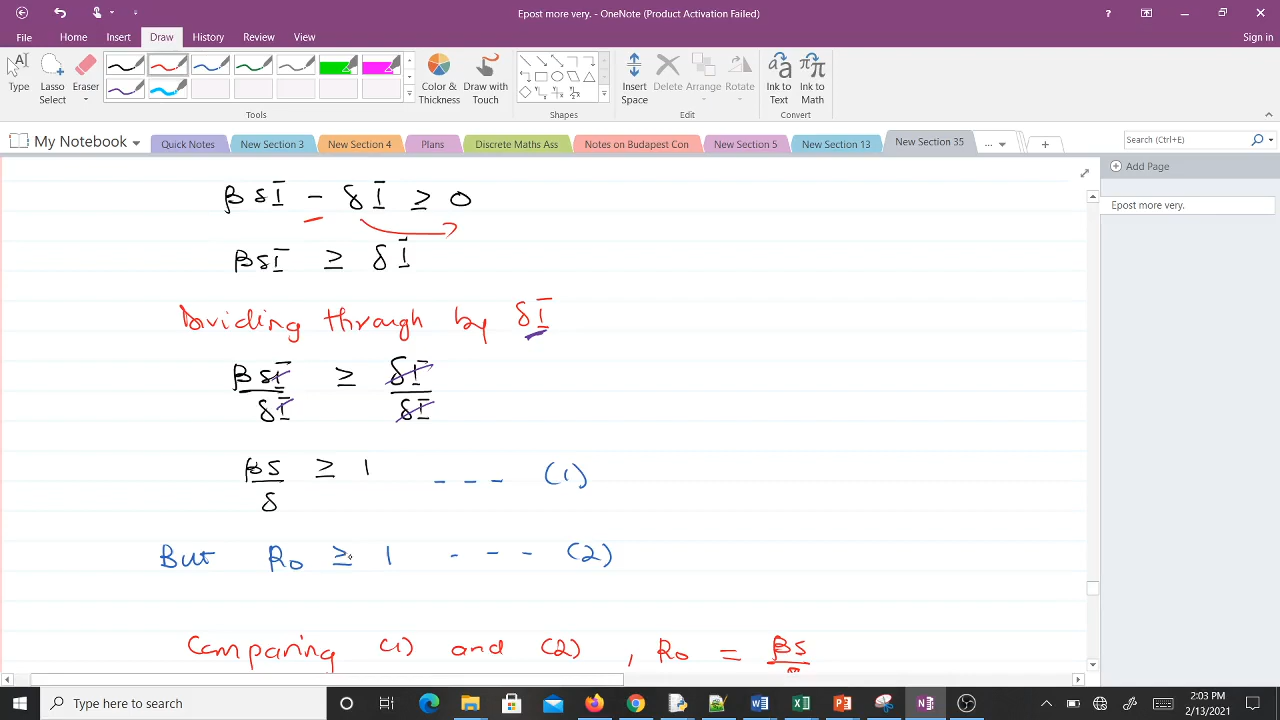 Epost more very. - OneNote (Product Activation Failed)
? Sign in
File Home Insert Draw History Review View
Type Lasso Select Eraser Color & Thickness Draw with Touch Insert Space Delete Arrange Rotate Ink to Text Ink to Math
Tools Shapes Edit Convert
My Notebook Quick Notes New Section 3 New Section 4 Plans Discrete Maths Ass Notes on Budapest Con New Section 5 New Section 13 New Section 35 ... + Search (Ctrl+E)
Add Page
Epost more very.
βSI - δI ≥ 0
βSI ≥ δI
Dividing through by δI
βSI/δI ≥ δI/δI
βS/δ ≥ 1 - - - (1)
But R₀ ≥ 1 - - - (2)
Comparing (1) and (2), R₀ = βS/δ
Type here to search
2:03 PM
2/13/2021